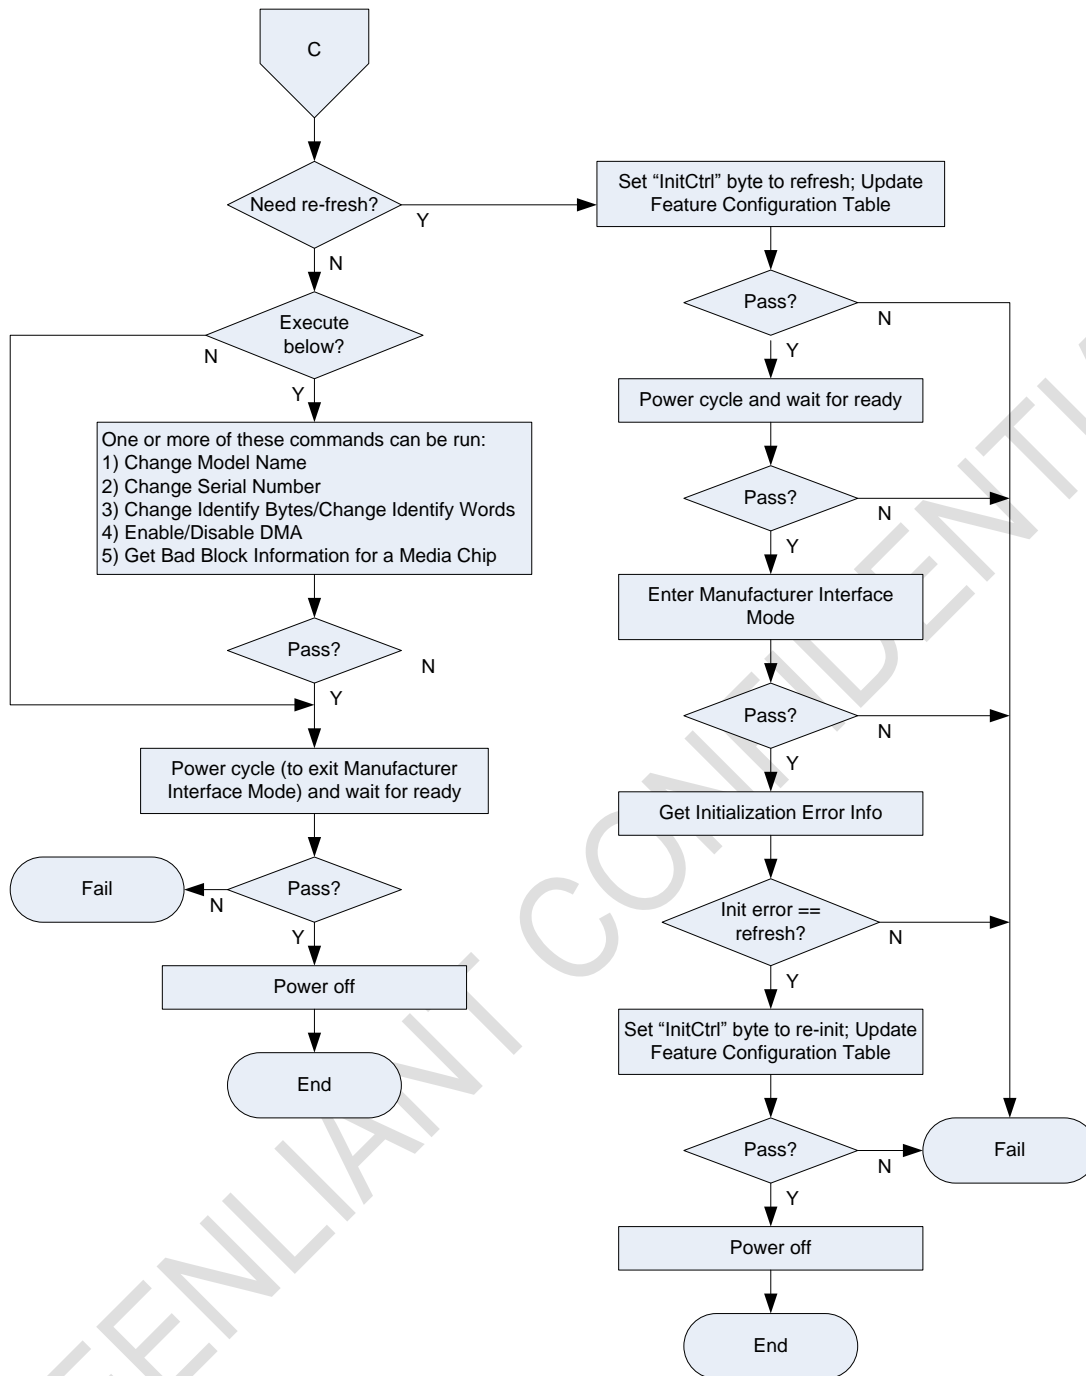 C
Need re-fresh?
Y
N
Execute
below?
N
Y
One or more of these commands can be run:
1) Change Model Name
2) Change Serial Number
3) Change Identify Bytes/Change Identify Words
4) Enable/Disable DMA
5) Get Bad Block Information for a Media Chip
Pass?
N
Y
Power cycle (to exit Manufacturer
Interface Mode) and wait for ready
Fail
N
Pass?
Y
Power off
End
Set “InitCtrl” byte to refresh; Update
Feature Configuration Table
Pass?
N
Y
Power cycle and wait for ready
Pass?
N
Y
Enter Manufacturer Interface
Mode
Pass?
N
Y
Get Initialization Error Info
Init error ==
refresh?
N
Y
Set “InitCtrl” byte to re-init; Update
Feature Configuration Table
Pass?
N
Fail
Y
Power off
End
EENLIANT CONFIDENTIA